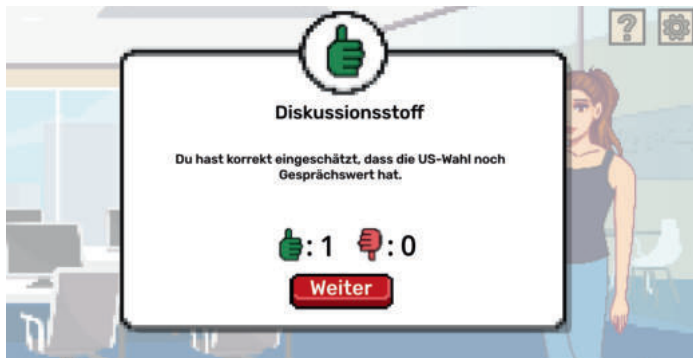 ?
Diskussionsstoff
Du hast korrekt eingeschätzt, dass die US-Wahl noch
Gesprächswert hat.
: 1 : 0
Weiter